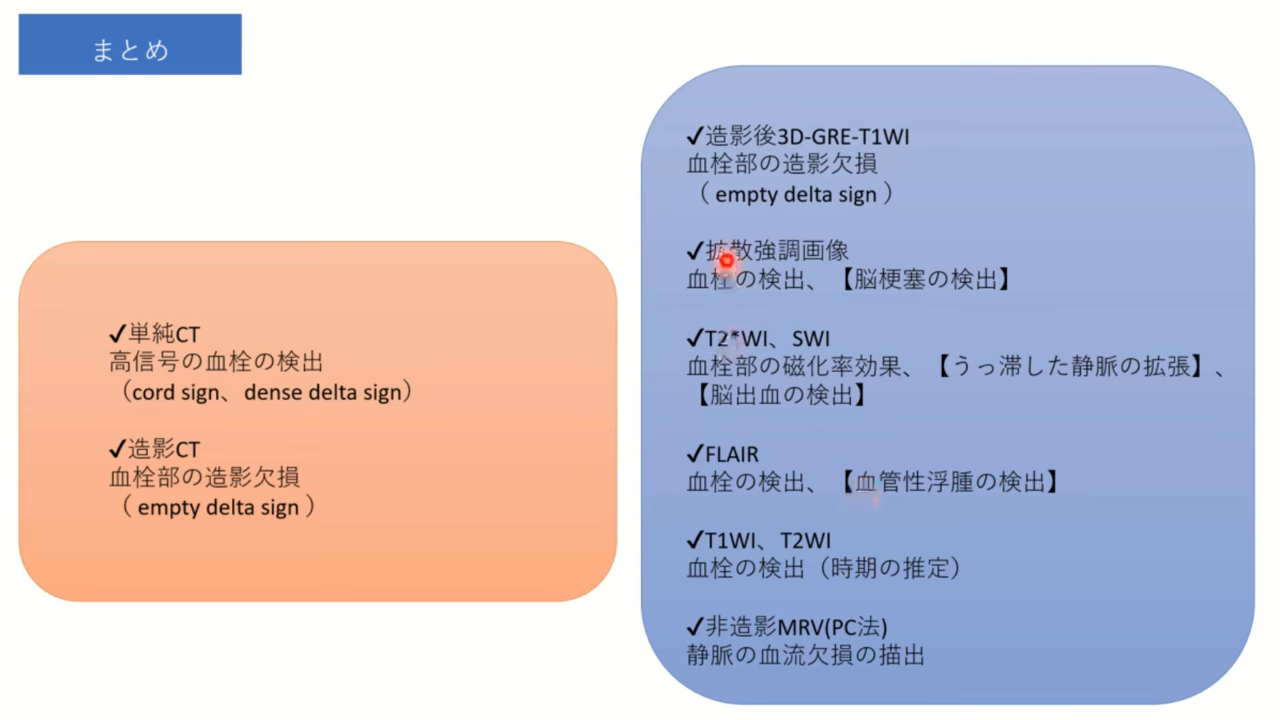 まとめ
✓単純CT
高信号の血栓の検出
（cord sign、dense delta sign）
✓造影CT
血栓部の造影欠損
（ empty delta sign ）
✓造影後3D-GRE-T1WI
血栓部の造影欠損
（ empty delta sign ）
✓拡散強調画像
血栓の検出、【脳梗塞の検出】
✓T2*WI、SWI
血栓部の磁化率効果、【うっ滞した静脈の拡張】、
【脳出血の検出】
✓FLAIR
血栓の検出、【血管性浮腫の検出】
✓T1WI、T2WI
血栓の検出（時期の推定）
✓非造影MRV(PC法)
静脈の血流欠損の描出